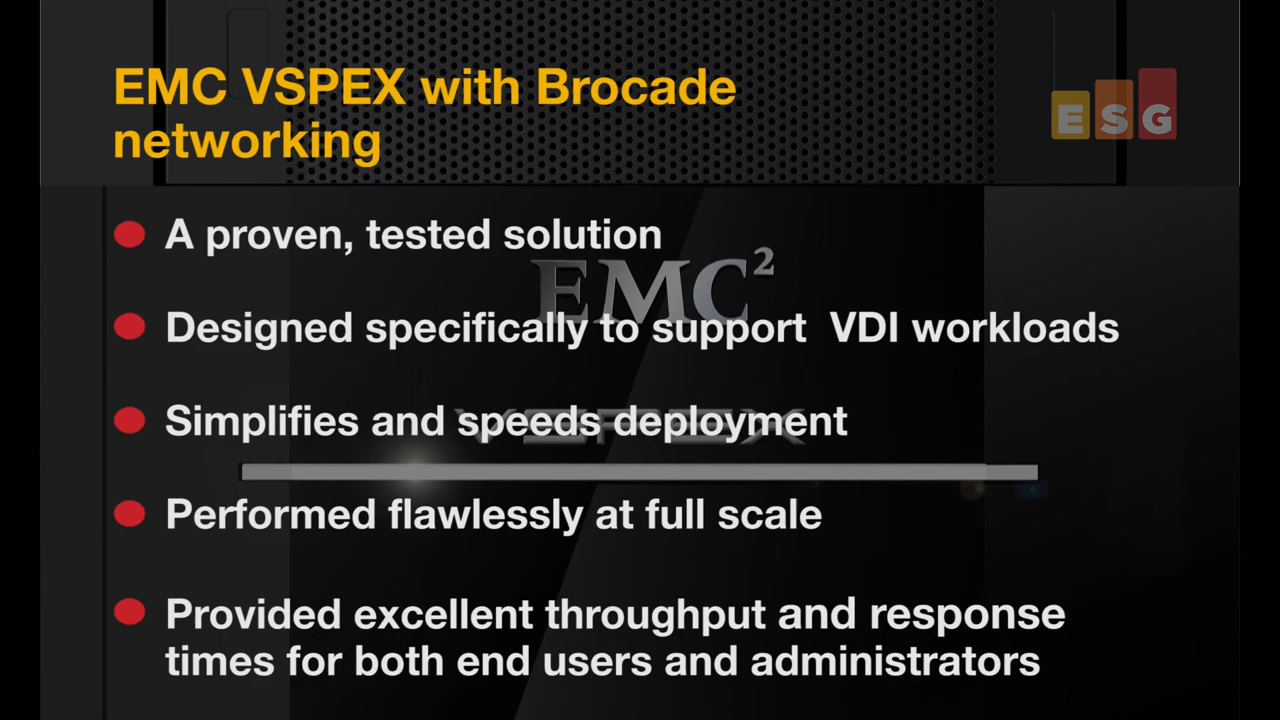 EMC VSPEX with Brocade
networking
ESG
A proven, tested solution
EMC²
Designed specifically to support  VDI workloads
Simplifies and speeds deployment
VSPEX
Performed flawlessly at full scale
Provided excellent throughput and response
times for both end users and administrators